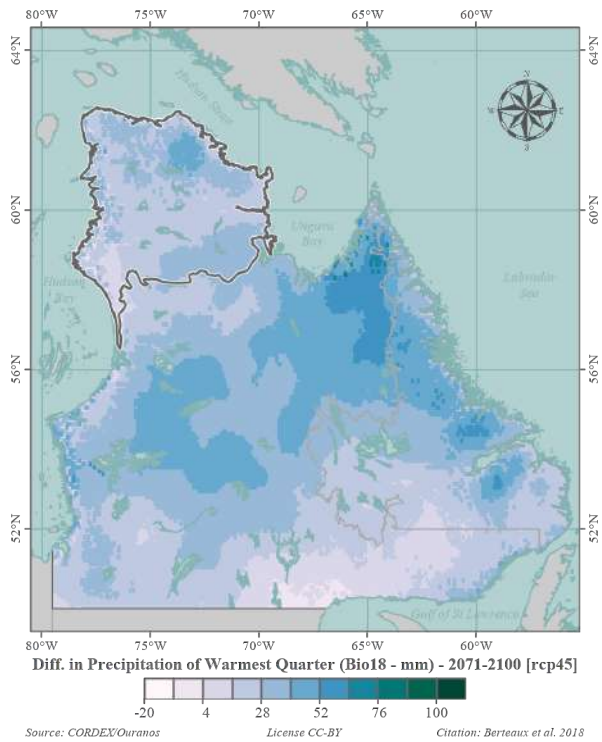 80°W 75°W 70°W 65°W 60°W
64°N 64°N
Hudson Strait
N
W E
S
60°N 60°N
Ungava
Bay
Hudson
Bay
Labrador
Sea
56°N 56°N
52°N 52°N
Gulf of St Lawrence
80°W 75°W 70°W 65°W 60°W
Diff. in Precipitation of Warmest Quarter (Bio18 - mm) - 2071-2100 [rcp45]
-20 4 28 52 76 100
Source: CORDEX/Ouranos License CC-BY Citation: Berteaux et al. 2018